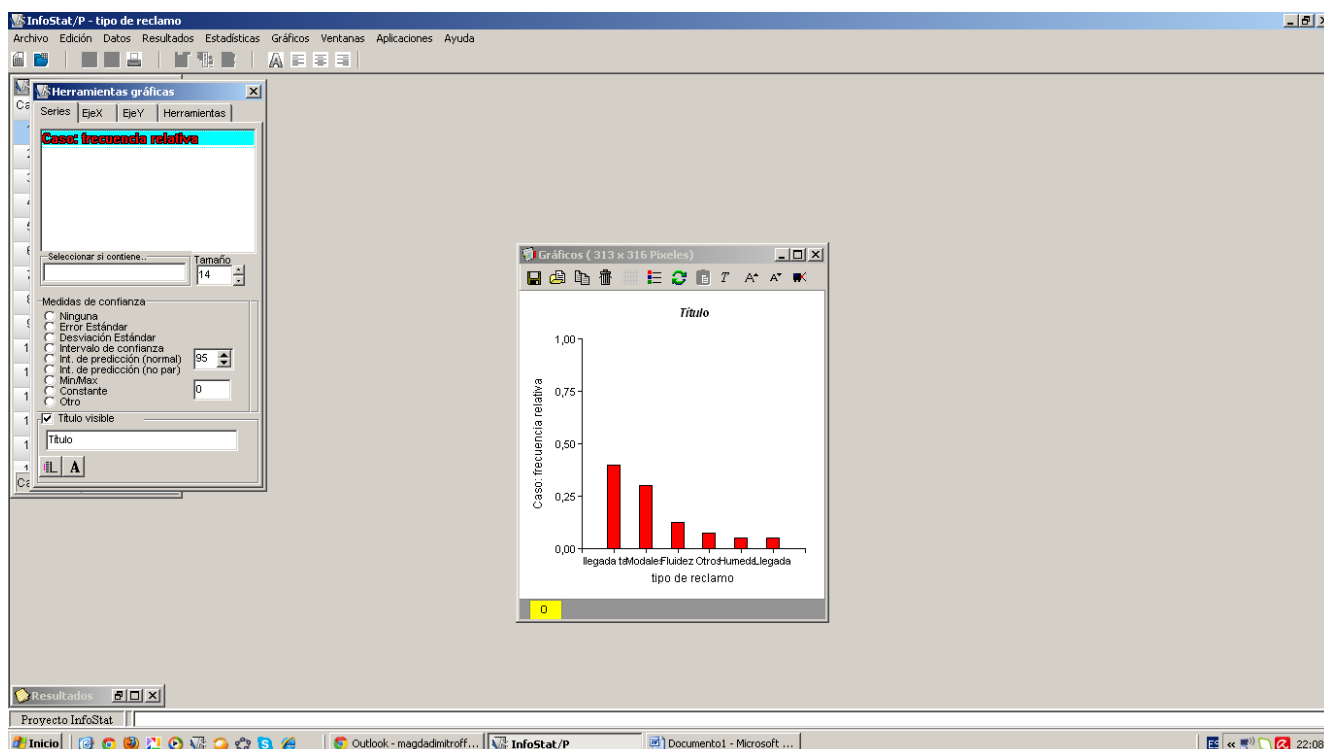 InfoStat/P - tipo de reclamo
Archivo Edición Datos Resultados Estadísticas Gráficos Ventanas Aplicaciones Ayuda
Herramientas gráficas
Series EjeX EjeY Herramientas
Caso: frecuencia relativa
Seleccionar si contiene..
Tamaño
14
Medidas de confianza
Ninguna
Error Estándar
Desviación Estándar
Intervalo de confianza
Int. de predicción (normal)
95
Int. de predicción (no par)
Min/Max
Constante
0
Otro
Título visible
Título
Gráficos ( 313 x 316 Pixeles)
Título
1,00
0,75
0,50
0,25
0,00
Caso: frecuencia relativa
llegada ta Modales Fluidez Otros Humeda Llegada
tipo de reclamo
0
Resultados
Proyecto InfoStat
Inicio
Outlook - magdadimitroff... InfoStat/P Documento1 - Microsoft ... ES 22:08